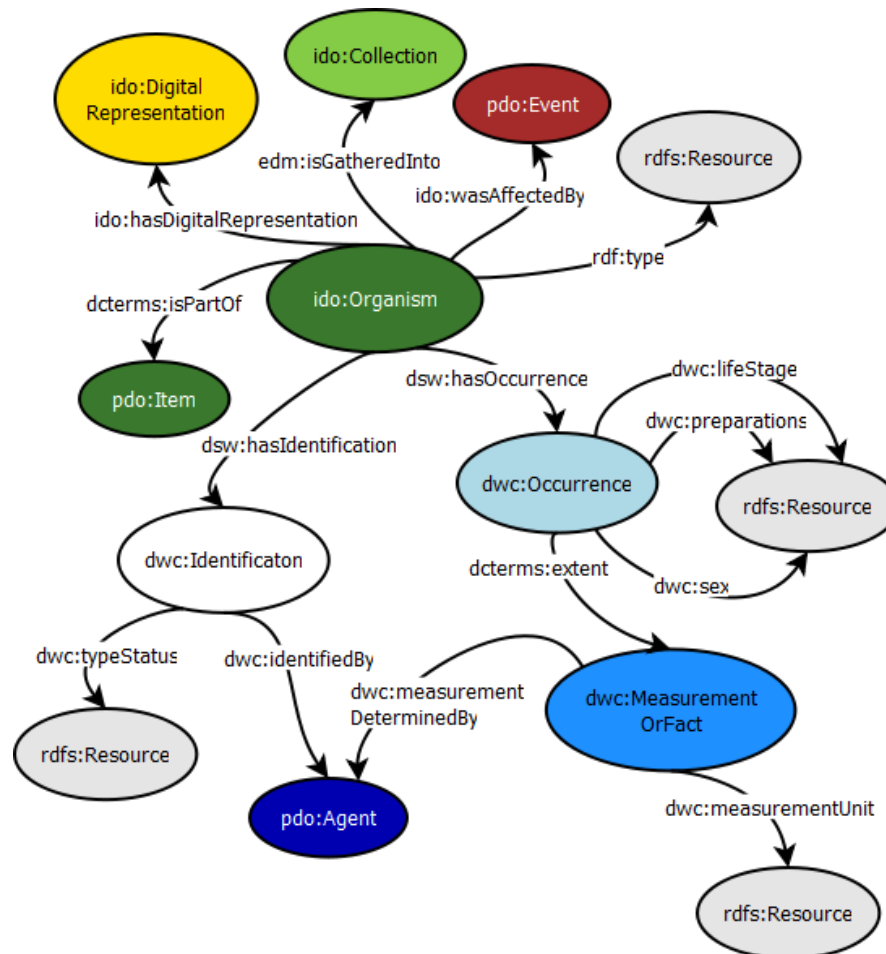 ido:Collection
ido:Digital
Representation
pdo:Event
rdfs:Resource
edm:isGatheredInto
ido:wasAffectedBy
ido:hasDigitalRepresentation
rdf:type
ido:Organism
dcterms:isPartOf
dsw:hasOccurrence
dwc:lifeStage
pdo:Item
dwc:preparations
dsw:hasIdentification
dwc:Occurrence
rdfs:Resource
dwc:Identificaton
dcterms:extent
dwc:sex
dwc:typeStatus
dwc:identifiedBy
dwc:measurement
DeterminedBy
dwc:Measurement
OrFact
rdfs:Resource
pdo:Agent
dwc:measurementUnit
rdfs:Resource